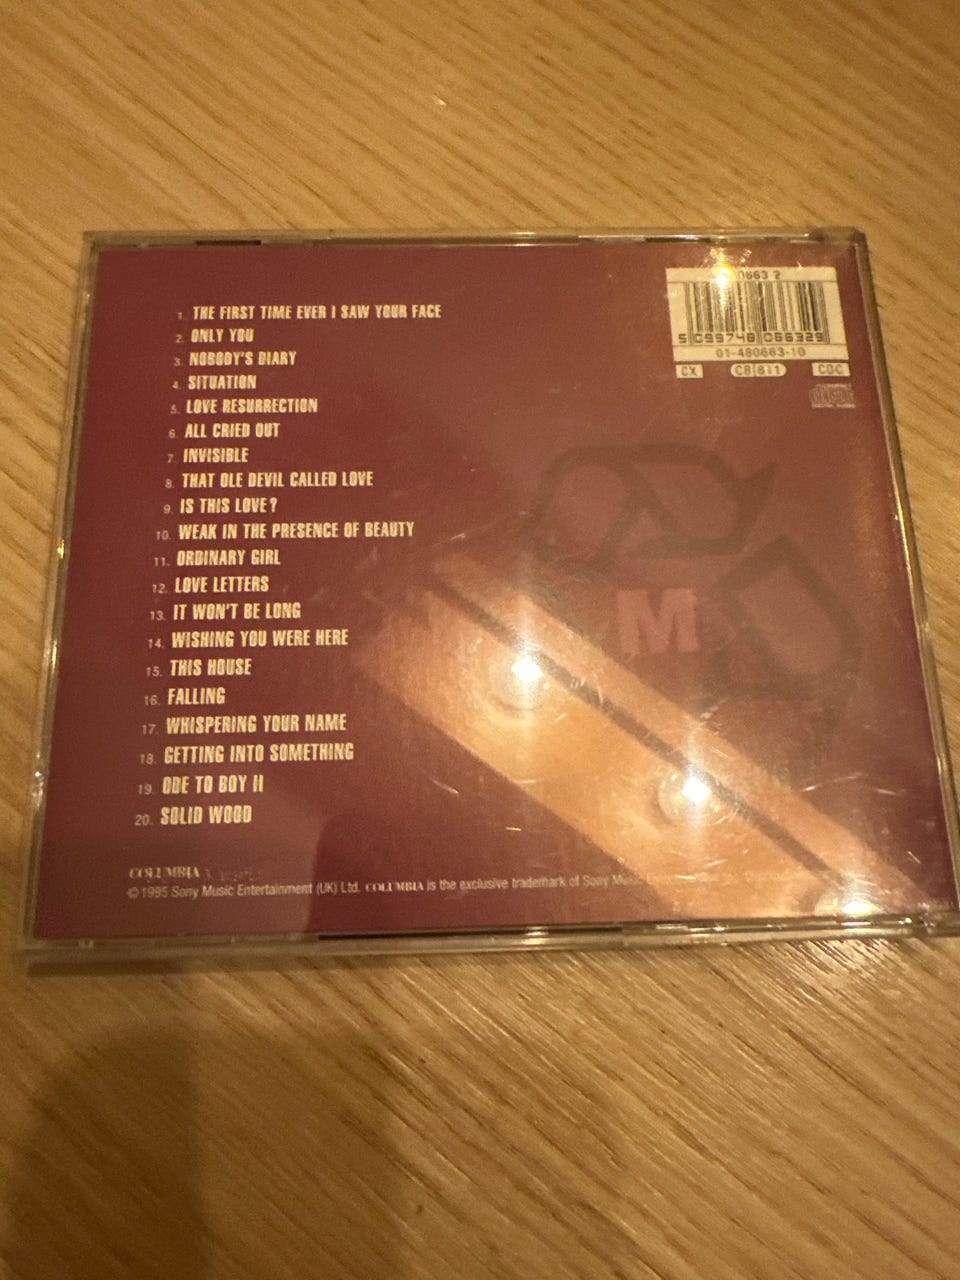 1. THE FIRST TIME EVER I SAW YOUR FACE
2. ONLY YOU
3. NOBODY'S DIARY
4. SITUATION
5. LOVE RESURRECTION
6. ALL CRIED OUT
7. INVISIBLE
8. THAT OLE DEVIL CALLED LOVE
9. IS THIS LOVE?
10. WEAK IN THE PRESENCE OF BEAUTY
11. ORDINARY GIRL
12. LOVE LETTERS
13. IT WON'T BE LONG
14. WISHING YOU WERE HERE
15. THIS HOUSE
16. FALLING
17. WHISPERING YOUR NAME
18. GETTING INTO SOMETHING
19. ODE TO BOY II
20. SOLID WOOD
0663 2
5 099748 066329
01-480663-10
CX CB 811 CDC
M
COLUMBIA
© 1995 Sony Music Entertainment (UK) Ltd. COLUMBIA is the exclusive trademark of Sony Music